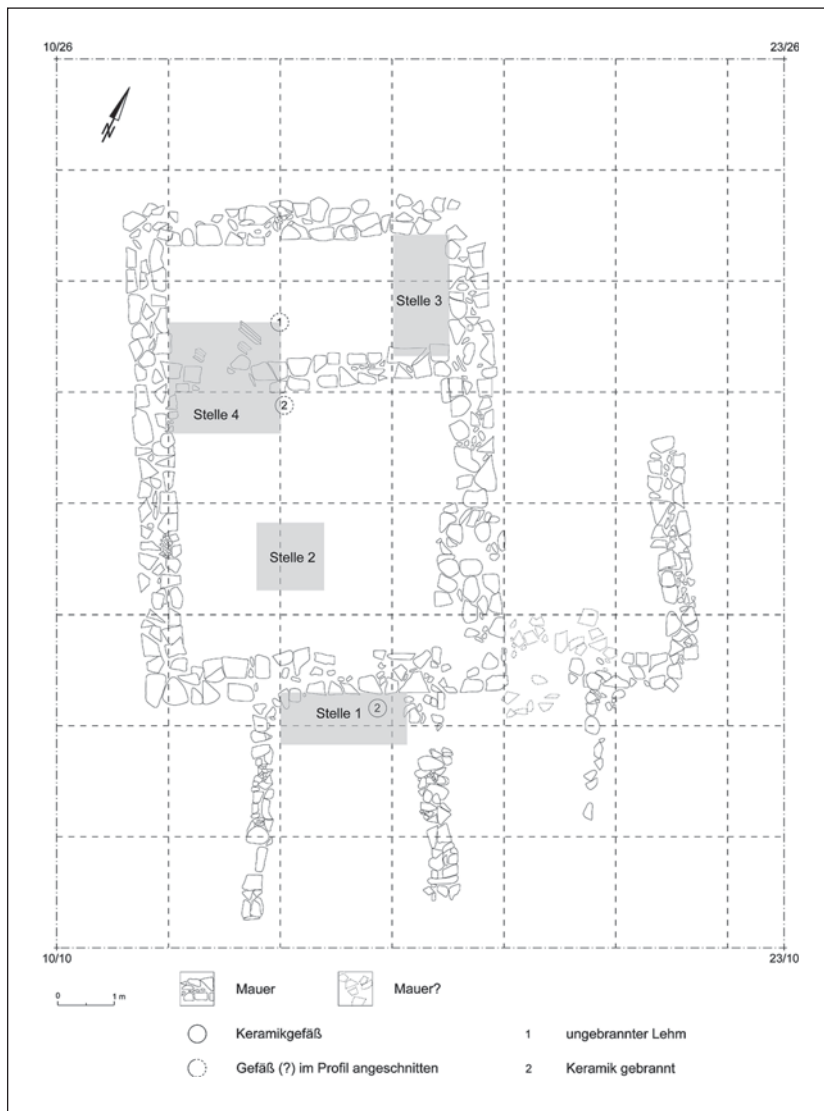 10/26 23/26
N
Stelle 3
1
2
Stelle 4
Stelle 2
Stelle 1 2
10/10 23/10
0 1 m
Mauer Mauer?
Keramikgefäß 1 ungebrannter Lehm
Gefäß (?) im Profil angeschnitten 2 Keramik gebrannt